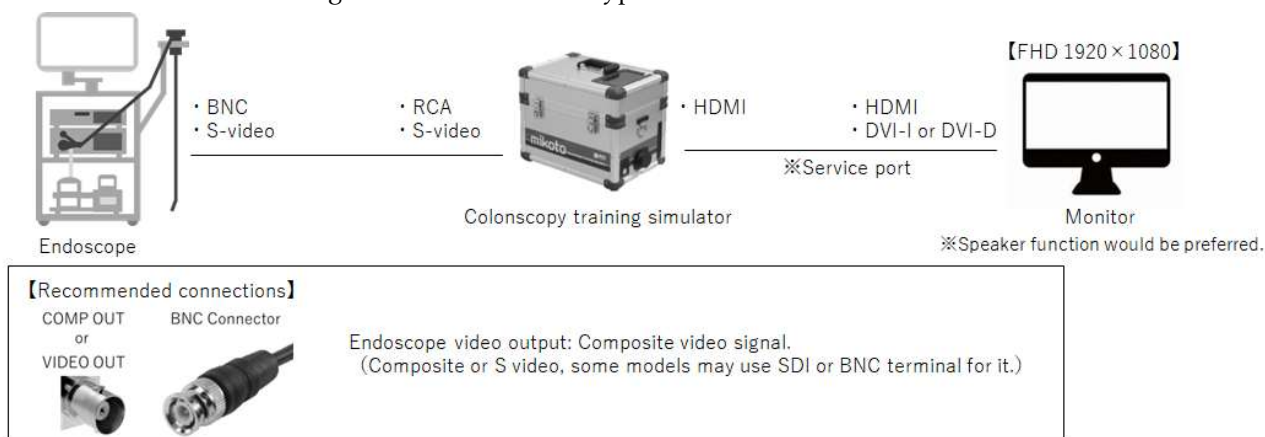 【FHD 1920×1080】
・BNC
・S-video
・RCA
・S-video
・HDMI
・HDMI
・DVI-I or DVI-D
mikoto
※Service port
Colonscopy training simulator
Monitor
Endoscope
※Speaker function would be preferred.
【Recommended connections】
COMP OUT
or
VIDEO OUT
BNC Connector
Endoscope video output: Composite video signal.
(Composite or S video, some models may use SDI or BNC terminal for it.)